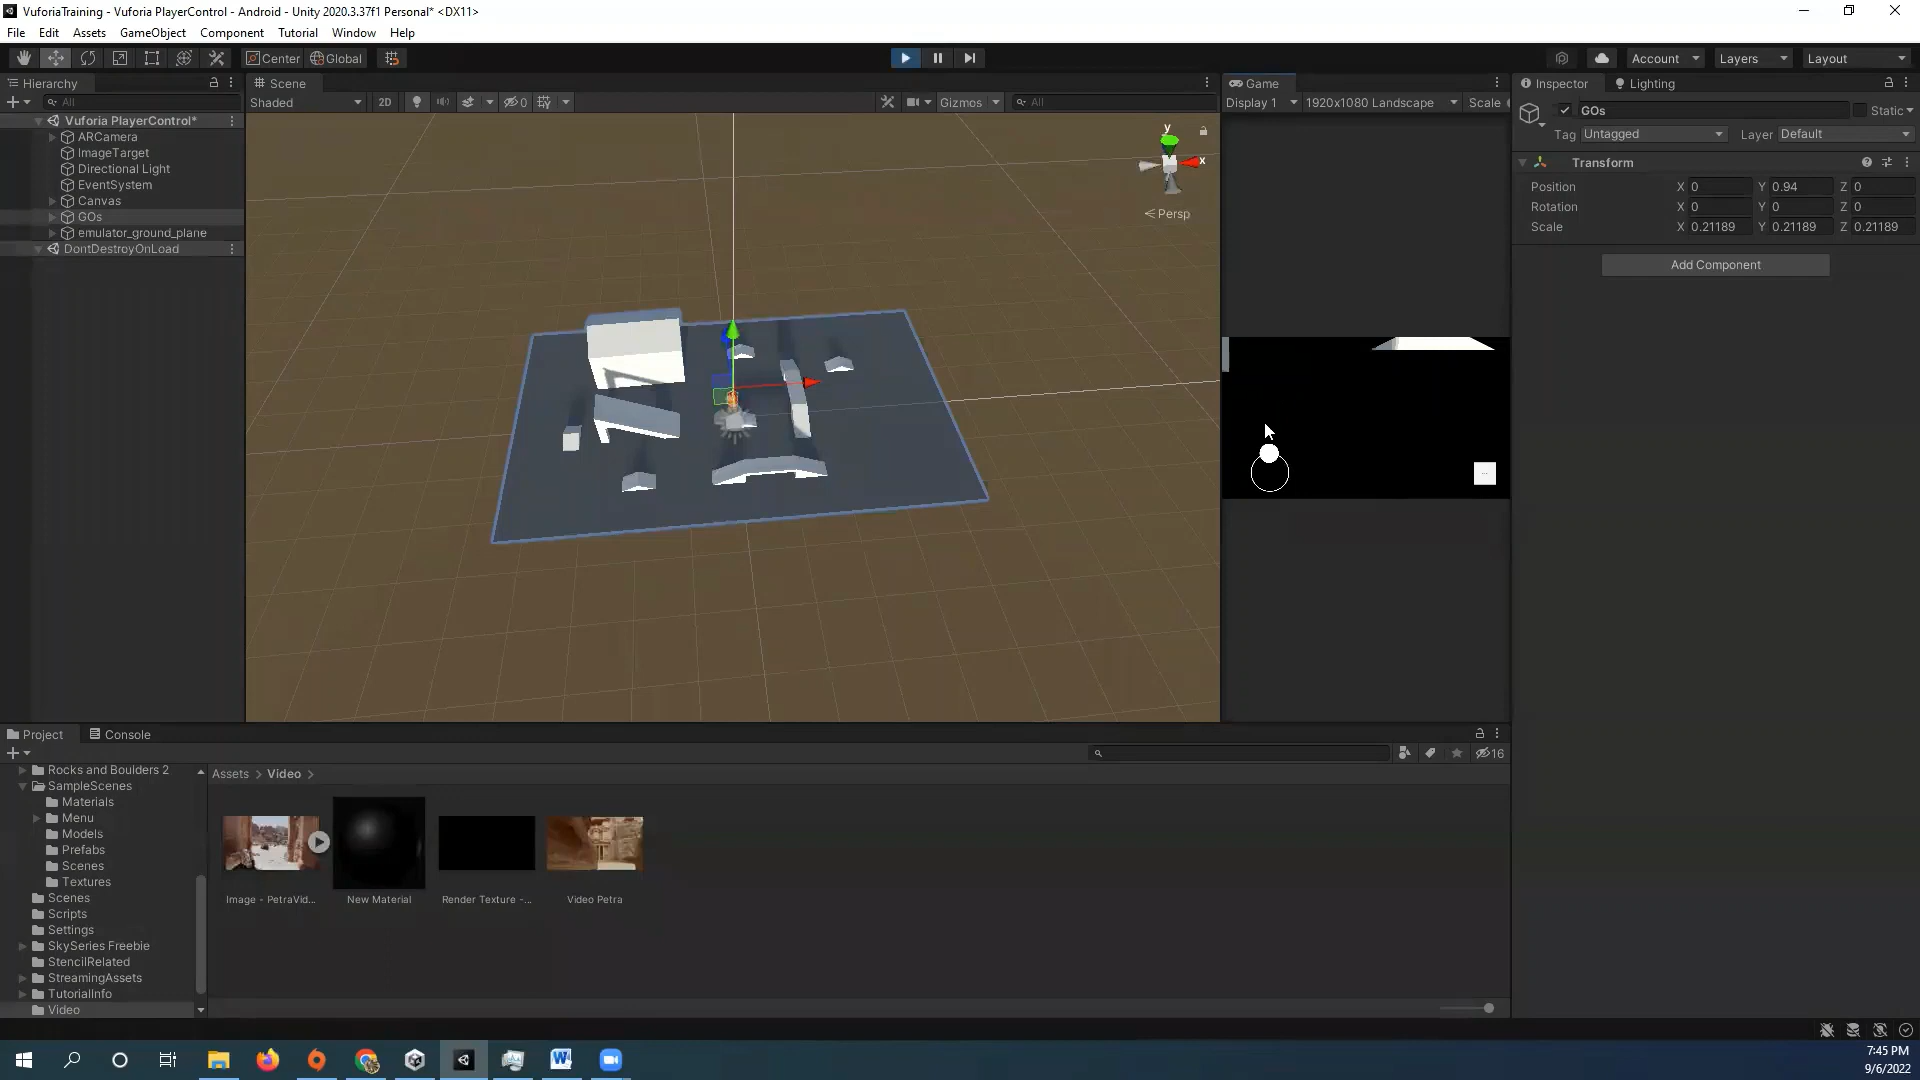 VuforiaTraining - Vuforia PlayerControl - Android - Unity 2020.3.37f1 Personal* <DX11>
File Edit Assets GameObject Component Tutorial Window Help
Center Global Account Layers Layout
Hierarchy
All
Vuforia PlayerControl*
ARCamera
ImageTarget
Directional Light
EventSystem
Canvas
GOs
emulator_ground_plane
DontDestroyOnLoad
Scene
Shaded 2D 0 Gizmos All
y
x
< Persp
Game
Display 1 1920x1080 Landscape Scale
Inspector Lighting
GOs Static
Tag Untagged Layer Default
Transform
Position X 0 Y 0.94 Z 0
Rotation X 0 Y 0 Z 0
Scale X 0.21189 Y 0.21189 Z 0.21189
Add Component
Project Console
16
Rocks and Boulders 2
SampleScenes
Materials
Menu
Models
Prefabs
Scenes
Textures
Scenes
Scripts
Settings
SkySeries Freebie
StencilRelated
StreamingAssets
TutorialInfo
Video
Assets > Video >
Image - PetraVid... New Material Render Texture -... Video Petra
7:45 PM
9/6/2022